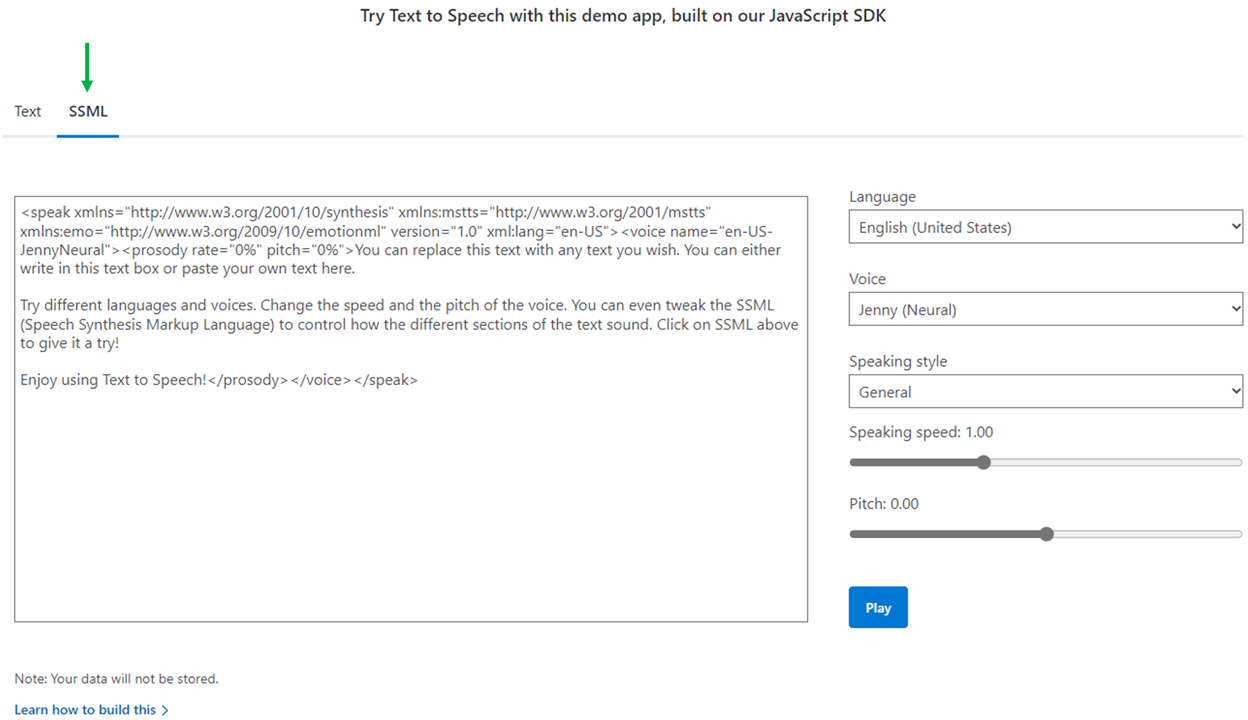 Try Text to Speech with this demo app, built on our JavaScript SDK
Text
SSML
<speak xmlns="http://www.w3.org/2001/10/synthesis" xmlns:mstts="http://www.w3.org/2001/mstts"
xmlns:emo="http://www.w3.org/2009/10/emotionml" version="1.0" xml:lang="en-US"><voice name="en-US-
JennyNeural"><prosody rate="0%" pitch="0%">You can replace this text with any text you wish. You can either
write in this text box or paste your own text here.
Try different languages and voices. Change the speed and the pitch of the voice. You can even tweak the SSML
(Speech Synthesis Markup Language) to control how the different sections of the text sound. Click on SSML above
to give it a try!
Enjoy using Text to Speech!</prosody></voice></speak>
Language
English (United States)
Voice
Jenny (Neural)
Speaking style
General
Speaking speed: 1.00
Pitch: 0.00
Play
Note: Your data will not be stored.
Learn how to build this >